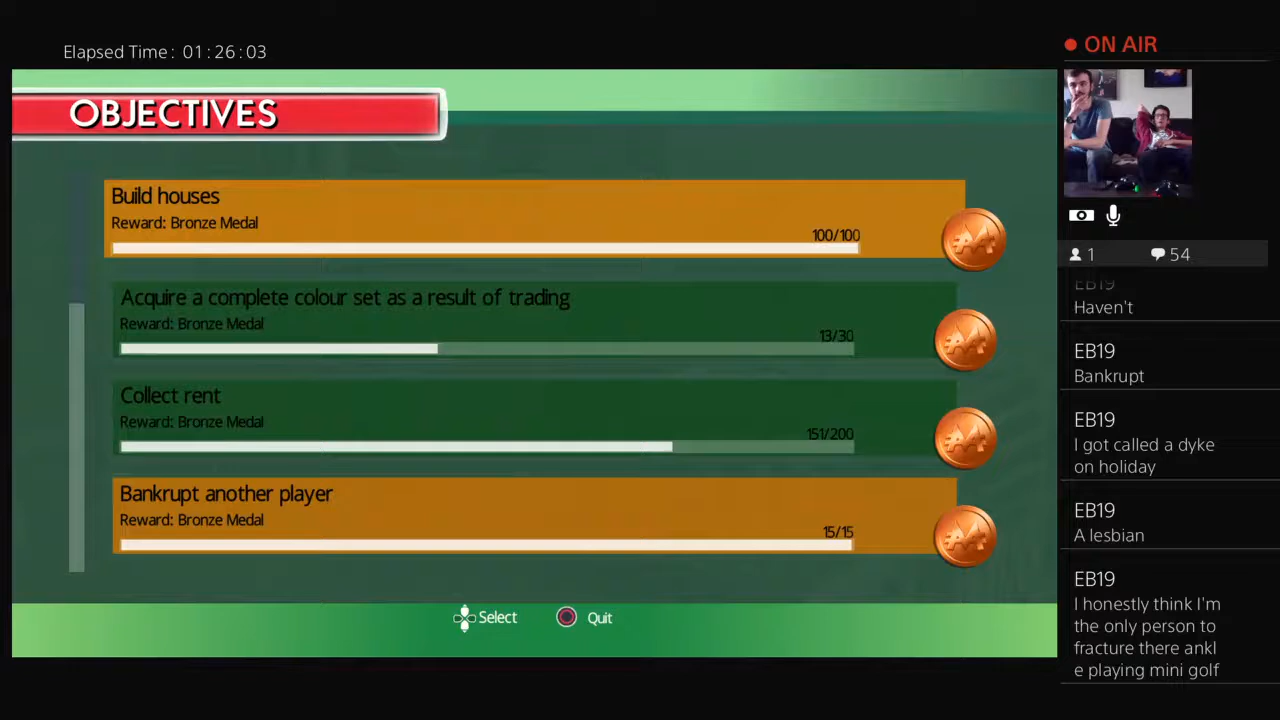 Elapsed Time: 01:26:03
ON AIR
OBJECTIVES
Build houses
Reward: Bronze Medal
100/100
Acquire a complete colour set as a result of trading
Reward: Bronze Medal
13/30
Collect rent
Reward: Bronze Medal
151/200
Bankrupt another player
Reward: Bronze Medal
15/15
Select
Quit
1
54
EB19
Haven't
EB19
Bankrupt
EB19
I got called a dyke
on holiday
EB19
A lesbian
EB19
I honestly think I'm
the only person to
fracture there ankl
e playing mini golf